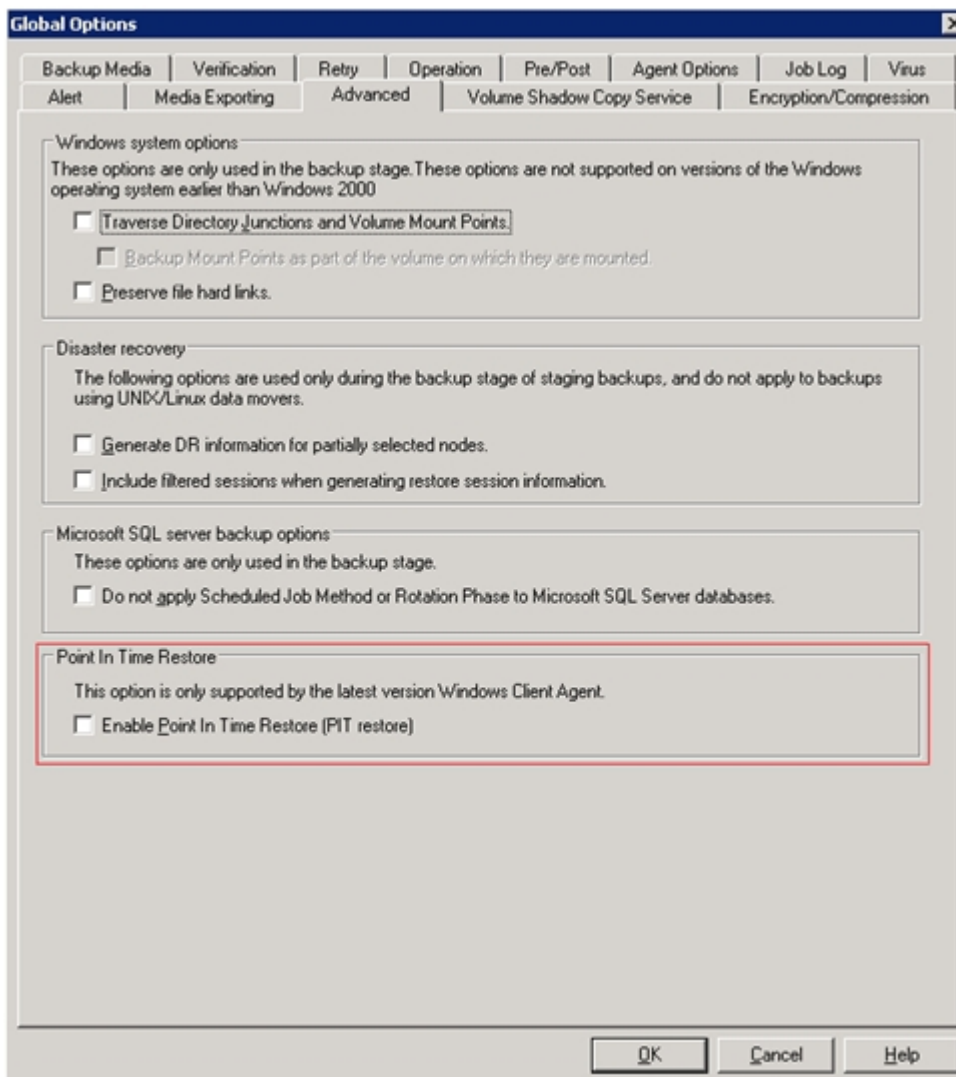 Global Options
Backup Media Verification Retry Operation Pre/Post Agent Options Job Log Virus
Alert Media Exporting Advanced Volume Shadow Copy Service Encryption/Compression
Windows system options
These options are only used in the backup stage.These options are not supported on versions of the Windows
operating system earlier than Windows 2000
Traverse Directory Junctions and Volume Mount Points.
Backup Mount Points as part of the volume on which they are mounted.
Preserve file hard links.
Disaster recovery
The following options are used only during the backup stage of staging backups, and do not apply to backups
using UNIX/Linux data movers.
Generate DR information for partially selected nodes.
Include filtered sessions when generating restore session information.
Microsoft SQL server backup options
These options are only used in the backup stage.
Do not apply Scheduled Job Method or Rotation Phase to Microsoft SQL Server databases.
Point In Time Restore
This option is only supported by the latest version Windows Client Agent.
Enable Point In Time Restore (PIT restore)
OK Cancel Help